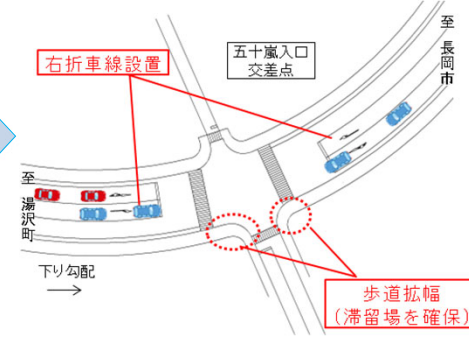 右折車線設置
五十嵐入口
交差点
至 長岡市
至 湯沢町
下り勾配
歩道拡幅
(滞留場を確保)